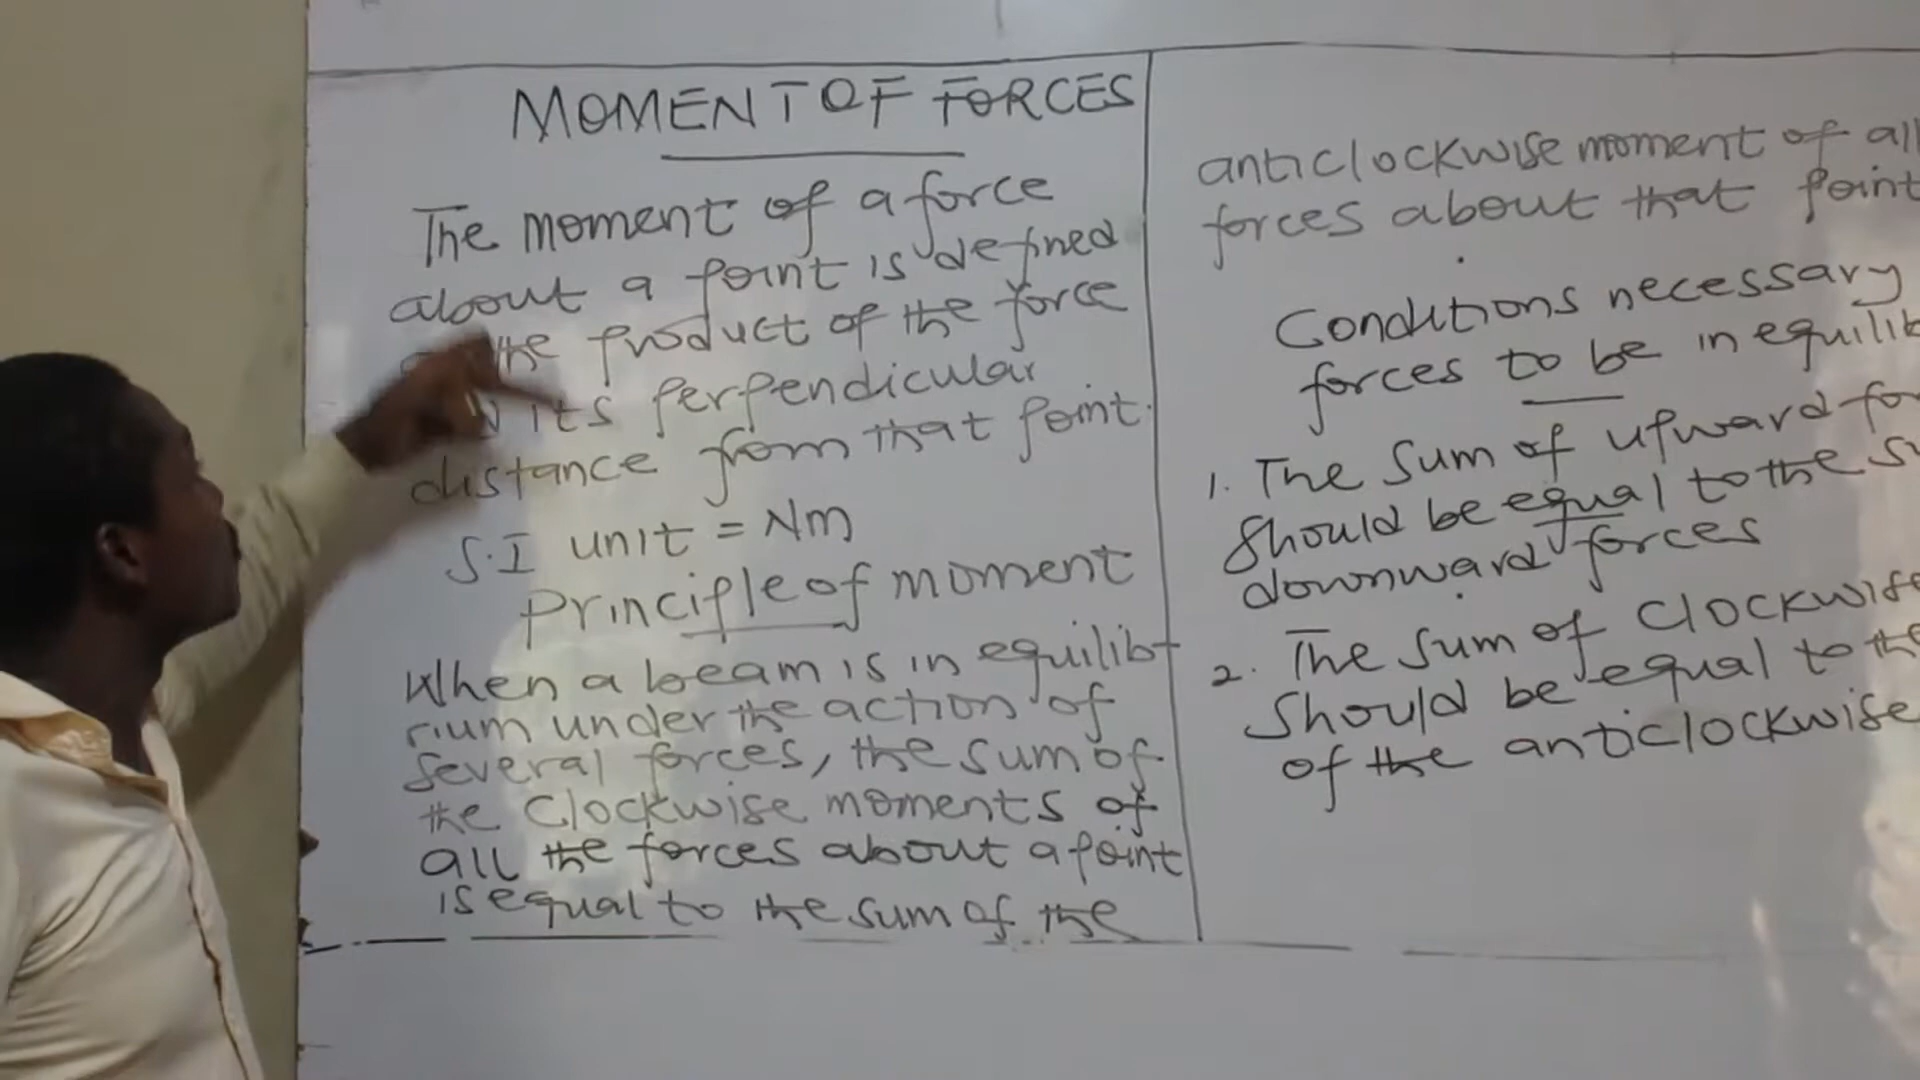 MOMENT OF FORCES
The moment of a force
about a point is defined
the product of the force
its perpendicular
distance from that point.
S.I unit = Nm
Principle of moment
When a beam is in equilib
rium under the action of
several forces, the sum of
the Clockwise moments of
all the forces about a point
is equal to the sum of the
anticlockwise moment of all
forces about that point
Conditions necessary
forces to be in equilib
1. The sum of upward for
should be equal to the su
downward forces
2. The sum of Clockwise
should be equal to the
of the anticlockwise